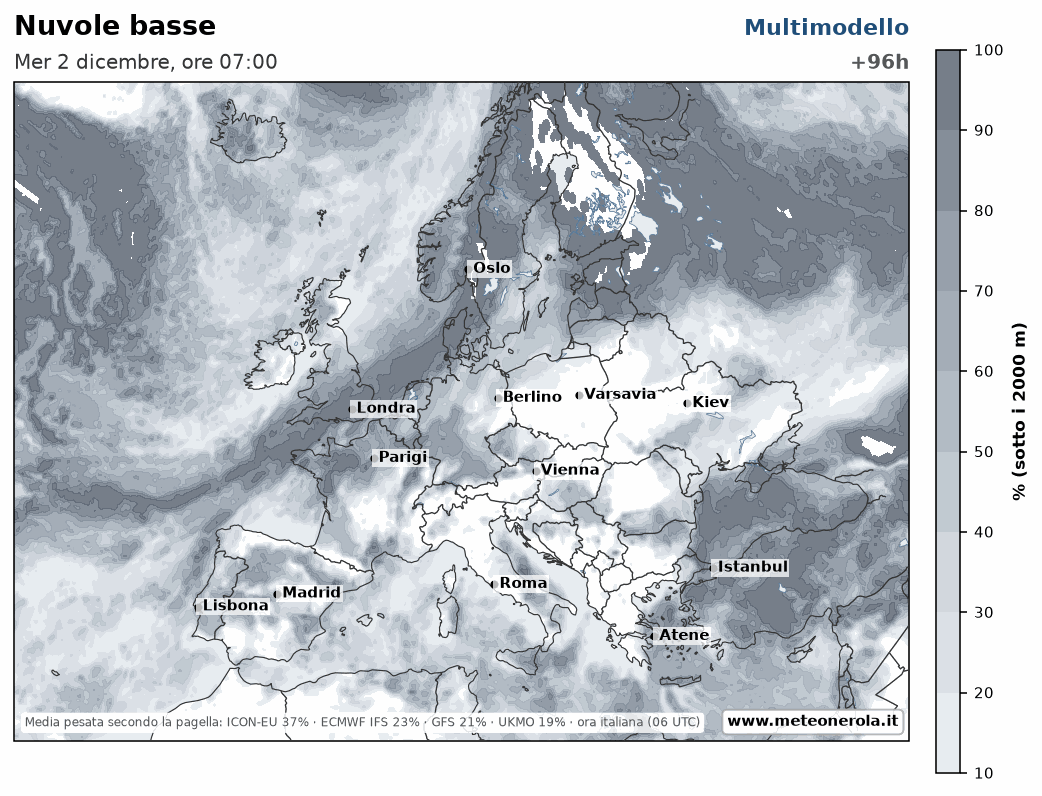 Nuvole basse
Multimodello
Mer 2 dicembre, ore 07:00
+96h
100
90
80
70
60
50
40
30
20
10
% (sotto i 2000 m)
Oslo
Londra
Berlino
Varsavia
Kiev
Parigi
Vienna
Istanbul
Roma
Madrid
Lisbona
Atene
Media pesata secondo la pagella: ICON-EU 37% · ECMWF IFS 23% · GFS 21% · UKMO 19% · ora italiana (06 UTC)
www.meteonerola.it